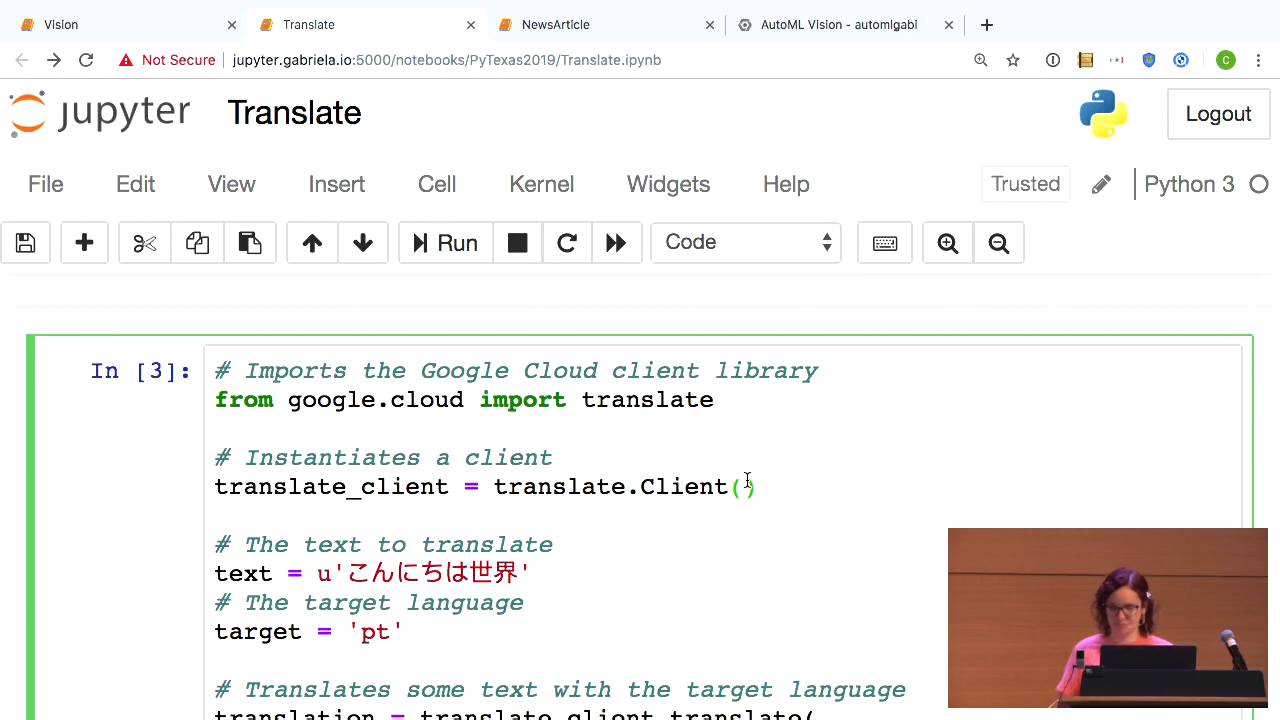 Vision
Translate
NewsArticle
AutoML Vision - automlgabi
Not Secure
jupyter.gabriela.io:5000/notebooks/PyTexas2019/Translate.ipynb
C
jupyter Translate
Logout
File Edit View Insert Cell Kernel Widgets Help Trusted Python 3
Run Code
In [3]:
# Imports the Google Cloud client library
from google.cloud import translate
# Instantiates a client
translate_client = translate.Client()
# The text to translate
text = u'こんにちは世界'
# The target language
target = 'pt'
# Translates some text with the target language
translation = translate_client.translate(